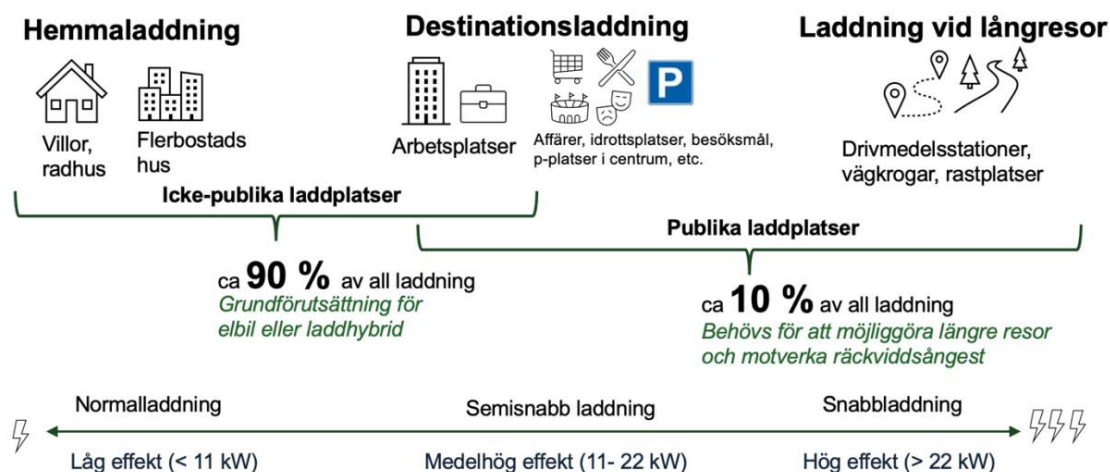 Hemmaladdning
Destinationsladdning
Laddning vid långresor
P
Villor,
radhus
Flerbostads
hus
Arbetsplatser
Affärer, idrottsplatser, besöksmål,
p-platser i centrum, etc.
Drivmedelsstationer,
vägkrogar, rastplatser
Icke-publika laddplatser
Publika laddplatser
ca 90 % av all laddning
Grundförutsättning för
elbil eller laddhybrid
ca 10 % av all laddning
Behövs för att möjliggöra längre resor
och motverka räckviddsångest
Normalladdning
Semisnabb laddning
Snabbladdning
Låg effekt (< 11 kW)
Medelhög effekt (11- 22 kW)
Hög effekt (> 22 kW)